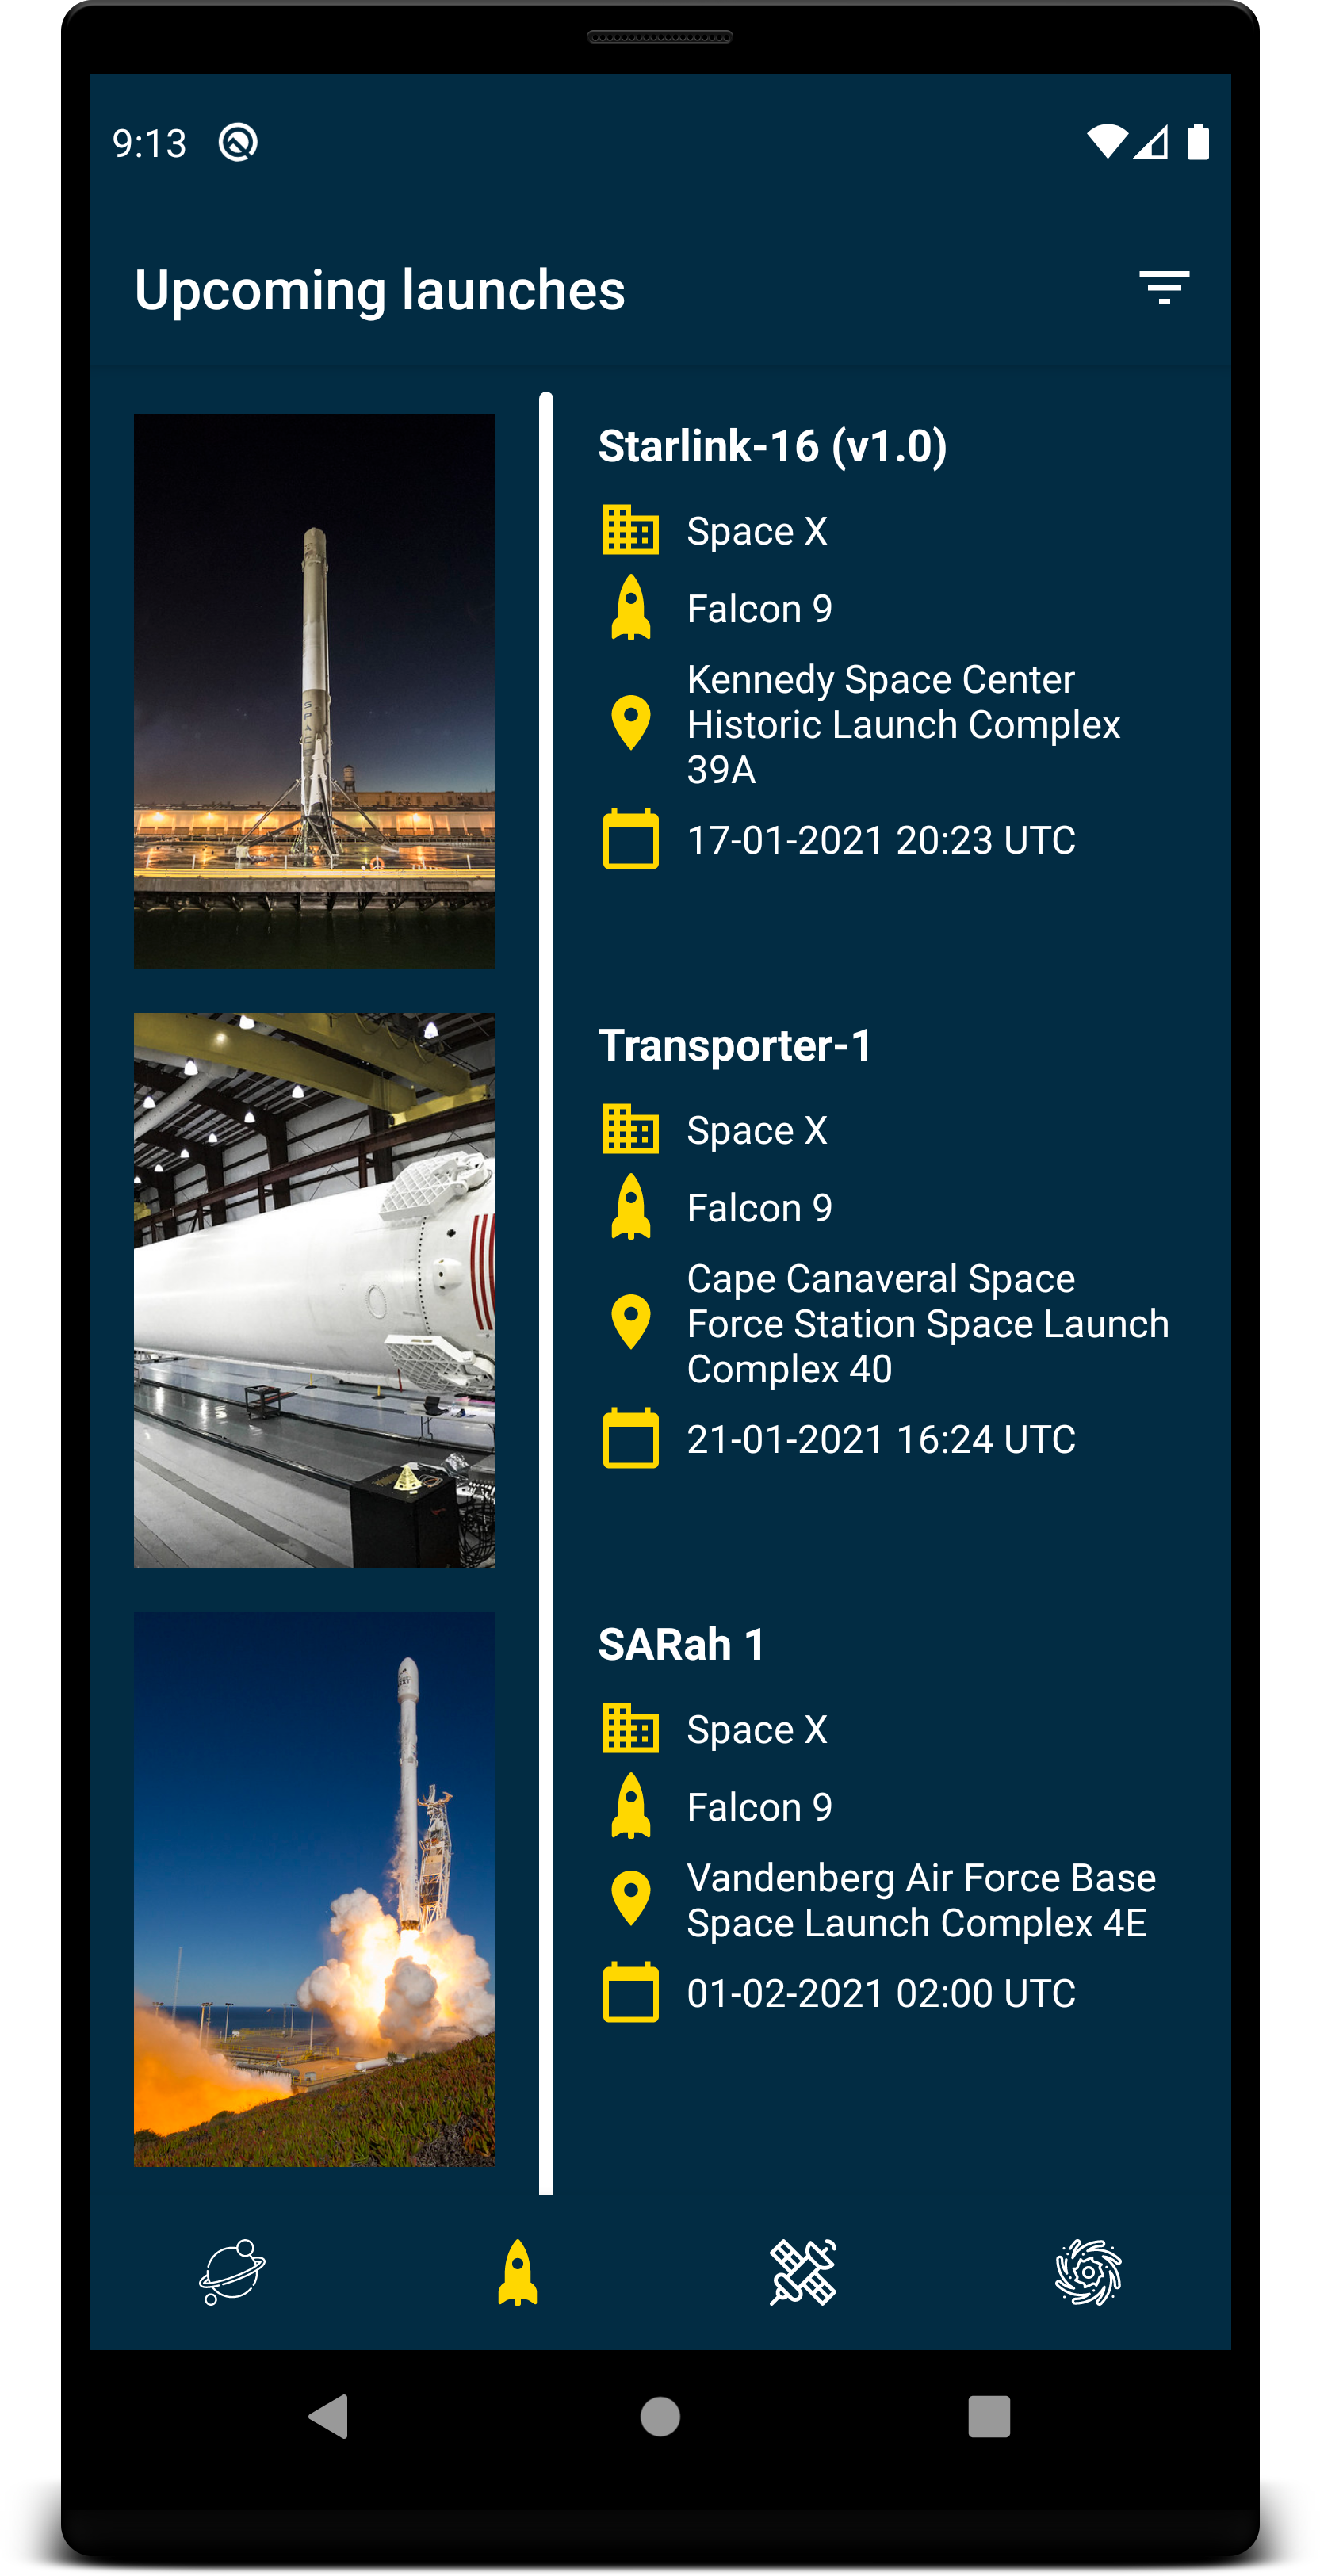 9:13
Upcoming launches
Starlink-16 (v1.0)
Space X
Falcon 9
Kennedy Space Center
Historic Launch Complex
39A
17-01-2021 20:23 UTC
Transporter-1
Space X
Falcon 9
Cape Canaveral Space
Force Station Space Launch
Complex 40
21-01-2021 16:24 UTC
SARah 1
Space X
Falcon 9
Vandenberg Air Force Base
Space Launch Complex 4E
01-02-2021 02:00 UTC